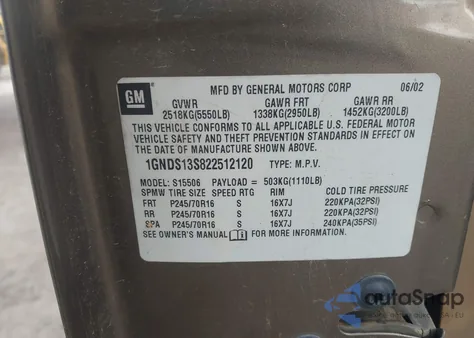 MFD BY GENERAL MOTORS CORP 06/02
GM
GVWR GAWR FRT GAWR RR
2518KG(5550LB) 1338KG(2950LB) 1452KG(3200LB)
THIS VEHICLE CONFORMS TO ALL APPLICABLE U.S. FEDERAL MOTOR
VEHICLE SAFETY AND THEFT PREVENTION STANDARDS IN EFFECT ON
THE DATE OF MANUFACTURE SHOWN ABOVE.
1GNDS13S822512120 TYPE: M.P.V.
MODEL: S15506 PAYLOAD = 503KG(1110LB)
SPMW TIRE SIZE SPEED RTG RIM COLD TIRE PRESSURE
FRT P245/70R16 S 16X7J 220KPA(32PSI)
RR P245/70R16 S 16X7J 220KPA(32PSI)
SPA P245/70R16 S 16X7J 240KPA(35PSI)
SEE OWNER'S MANUAL FOR MORE INFORMATION.
autaSnap